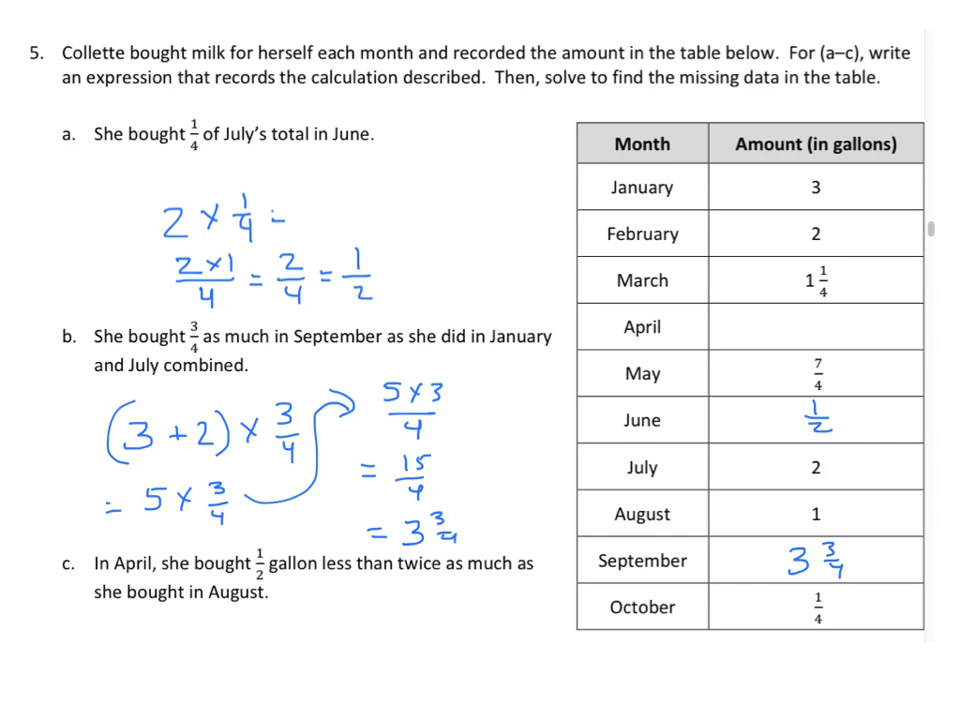 5. Collette bought milk for herself each month and recorded the amount in the table below. For (a–c), write
an expression that records the calculation described. Then, solve to find the missing data in the table.
a. She bought 1/4 of July's total in June.
2 × 1/4 =
2×1/4 = 2/4 = 1/2
b. She bought 3/4 as much in September as she did in January
and July combined.
(3 + 2) × 3/4
= 5 × 3/4
5 × 3/4
= 15/4
= 3 3/4
c. In April, she bought 1/2 gallon less than twice as much as
she bought in August.
Month Amount (in gallons)
January 3
February 2
March 1 1/4
April
May 7/4
June 1/2
July 2
August 1
September 3 3/4
October 1/4